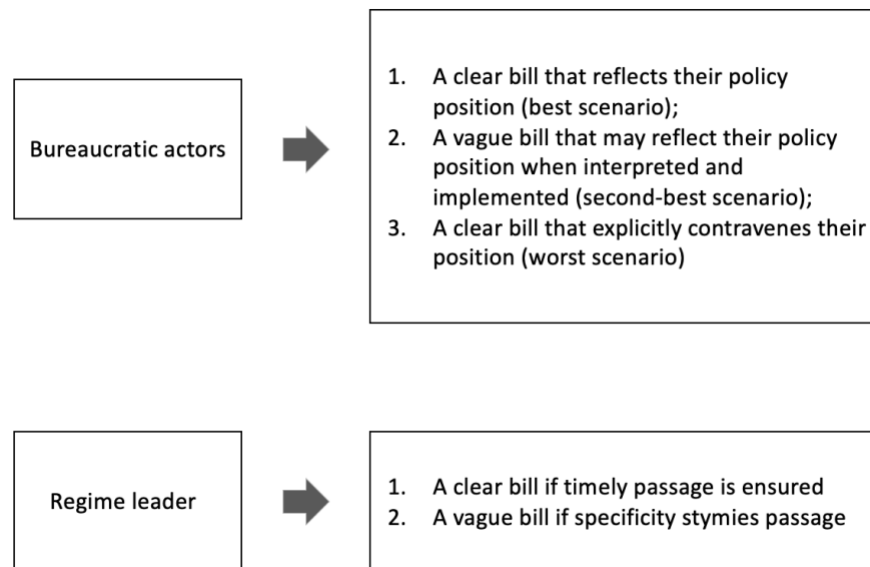 Bureaucratic actors
1. A clear bill that reflects their policy
position (best scenario);
2. A vague bill that may reflect their policy
position when interpreted and
implemented (second-best scenario);
3. A clear bill that explicitly contravenes their
position (worst scenario)
Regime leader
1. A clear bill if timely passage is ensured
2. A vague bill if specificity stymies passage